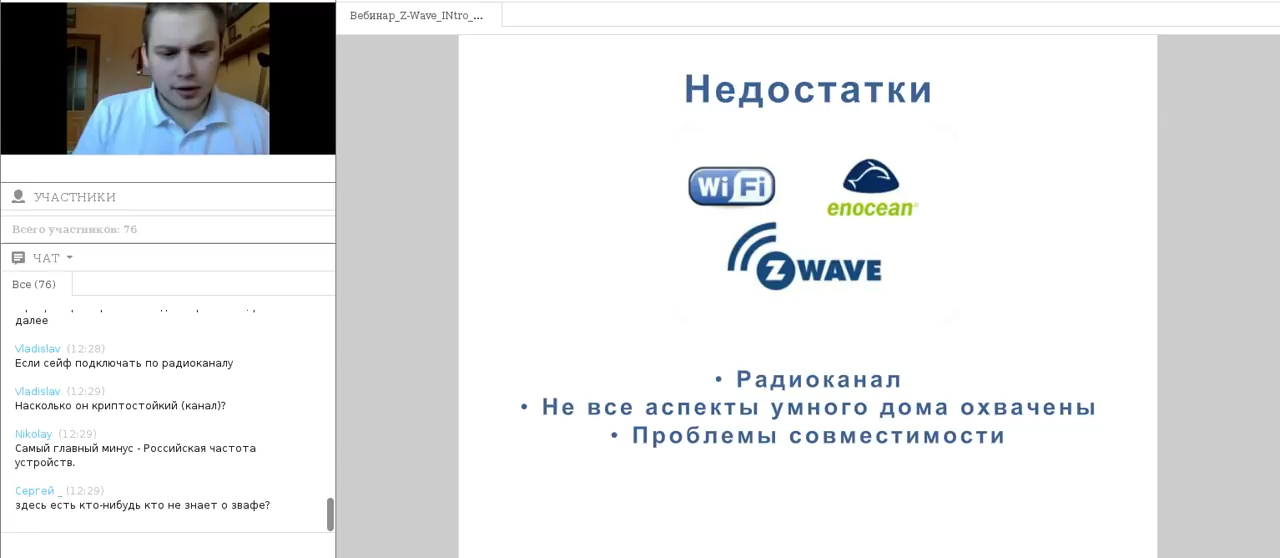 Вебинар_Z-Wave_INtro_...
УЧАСТНИКИ
Всего участников: 76
ЧАТ
Все (76)
далее
Vladislav (12:28)
Если сейф подключать по радиоканалу
Vladislav (12:29)
Насколько он криптостойкий (канал)?
Nikolay (12:29)
Самый главный минус - Российская частота
устройств.
Сергей _ (12:29)
здесь есть кто-нибудь кто не знает о звафе?
Недостатки
Wi Fi
enocean®
Z WAVE
• Радиоканал
• Не все аспекты умного дома охвачены
• Проблемы совместимости